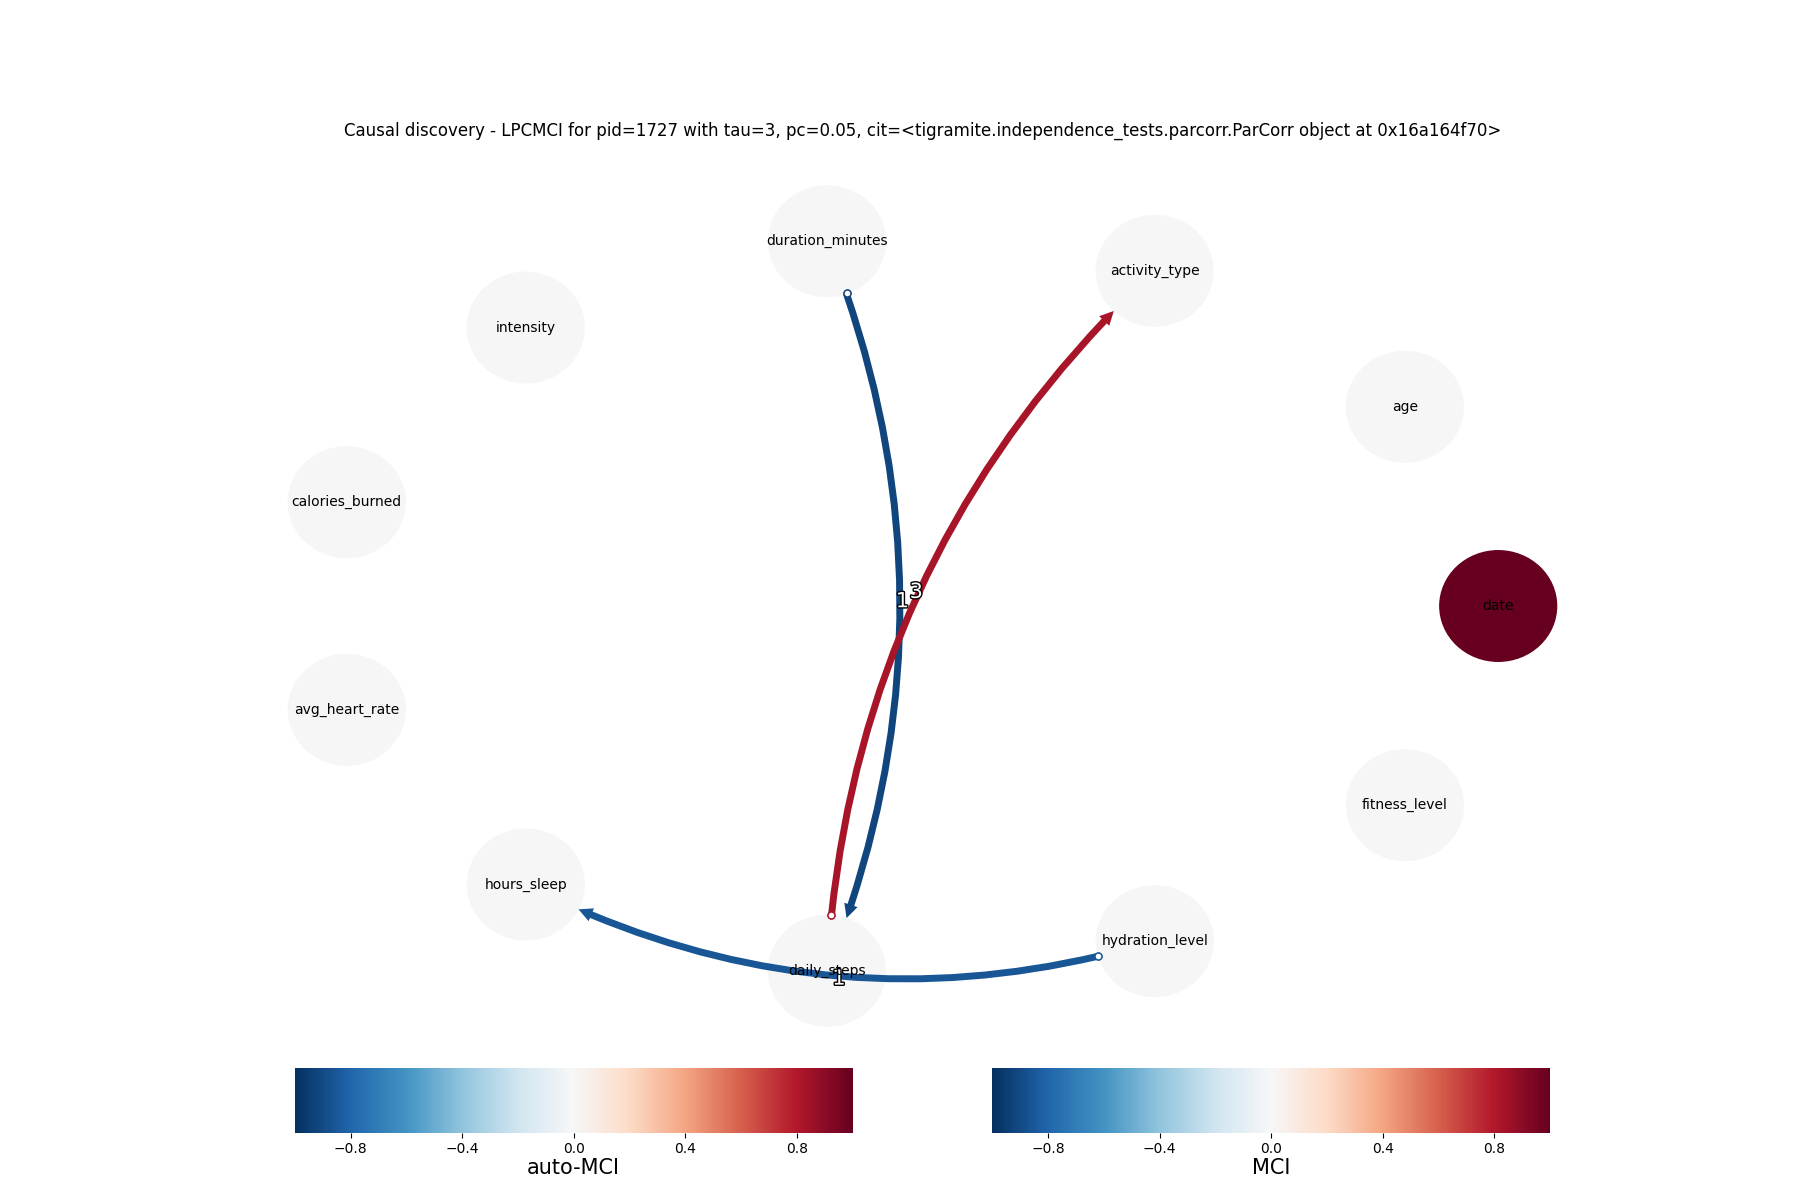 Causal discovery - LPCMCI for pid=1727 with tau=3, pc=0.05, cit=<tigramite.independence_tests.parcorr.ParCorr object at 0x16a164f70>
duration_minutes
activity_type
intensity
age
calories_burned
3
1
date
avg_heart_rate
fitness_level
hours_sleep
hydration_level
daily_steps
1
−0.8 −0.4 0.0 0.4 0.8
auto-MCI
−0.8 −0.4 0.0 0.4 0.8
MCI